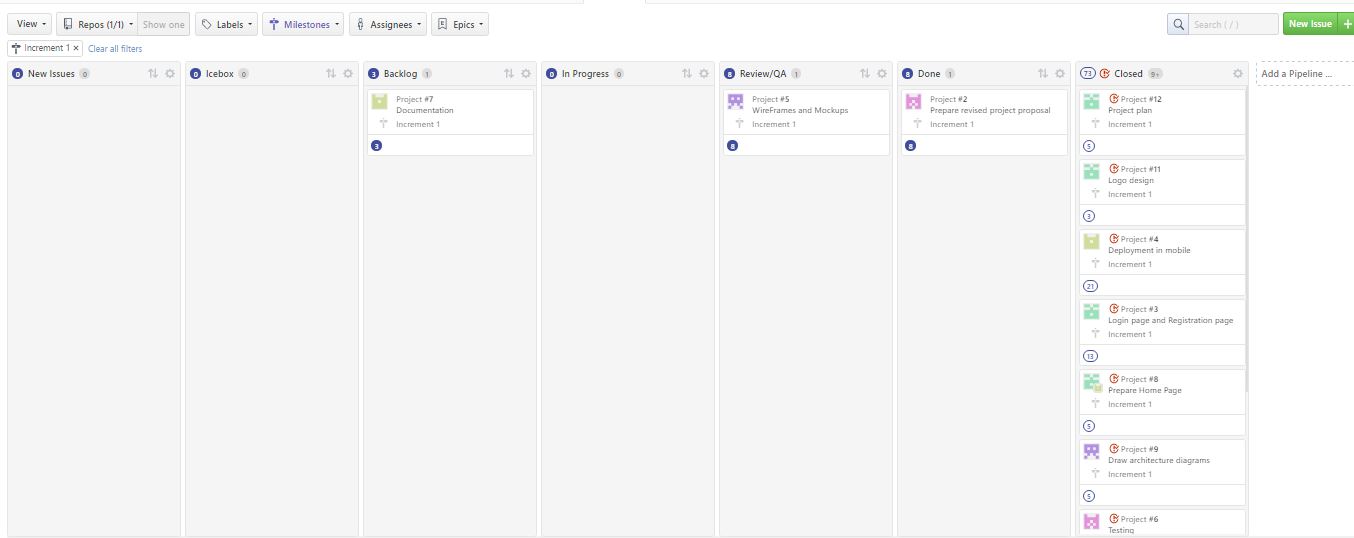 View
Repos (1/1)
Show one
Labels
Milestones
Assignees
Epics
Search ( / )
New Issue +
Increment 1 ×
Clear all filters
0 New Issues 0
0 Icebox 0
3 Backlog 1
0 In Progress 0
8 Review/QA 1
8 Done 1
73 Closed 9+
Add a Pipeline ...
Project #7
Documentation
Increment 1
3
Project #5
WireFrames and Mockups
Increment 1
8
Project #2
Prepare revised project proposal
Increment 1
8
Project #12
Project plan
Increment 1
5
Project #11
Logo design
Increment 1
3
Project #4
Deployment in mobile
Increment 1
21
Project #3
Login page and Registration page
Increment 1
13
Project #8
Prepare Home Page
Increment 1
5
Project #9
Draw architecture diagrams
Increment 1
5
Project #6
Testing